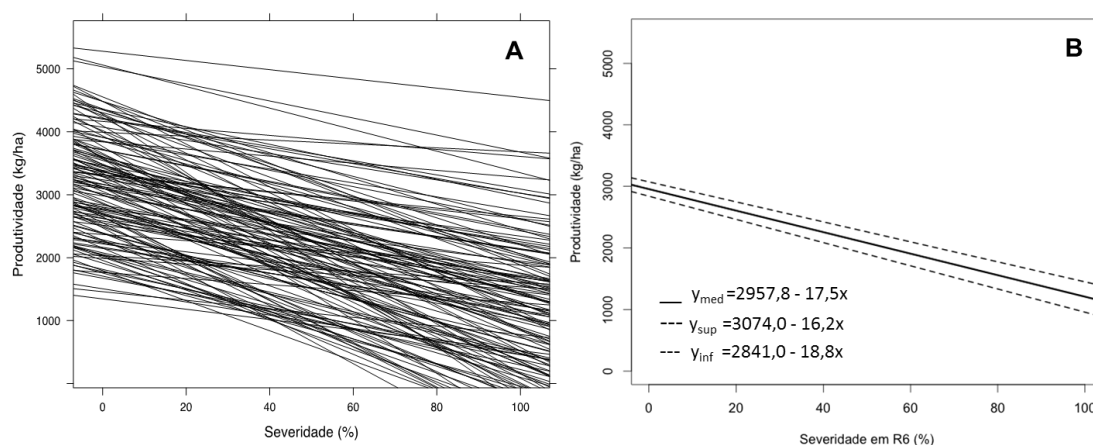 A
Produtividade (kg/ha)
5000
4000
3000
2000
1000
0 20 40 60 80 100
Severidade (%)
B
Produtividade (kg/ha)
5000
4000
3000
2000
1000
0
y_med =2957,8 - 17,5x
y_sup =3074,0 - 16,2x
y_inf =2841,0 - 18,8x
0 20 40 60 80 100
Severidade em R6 (%)